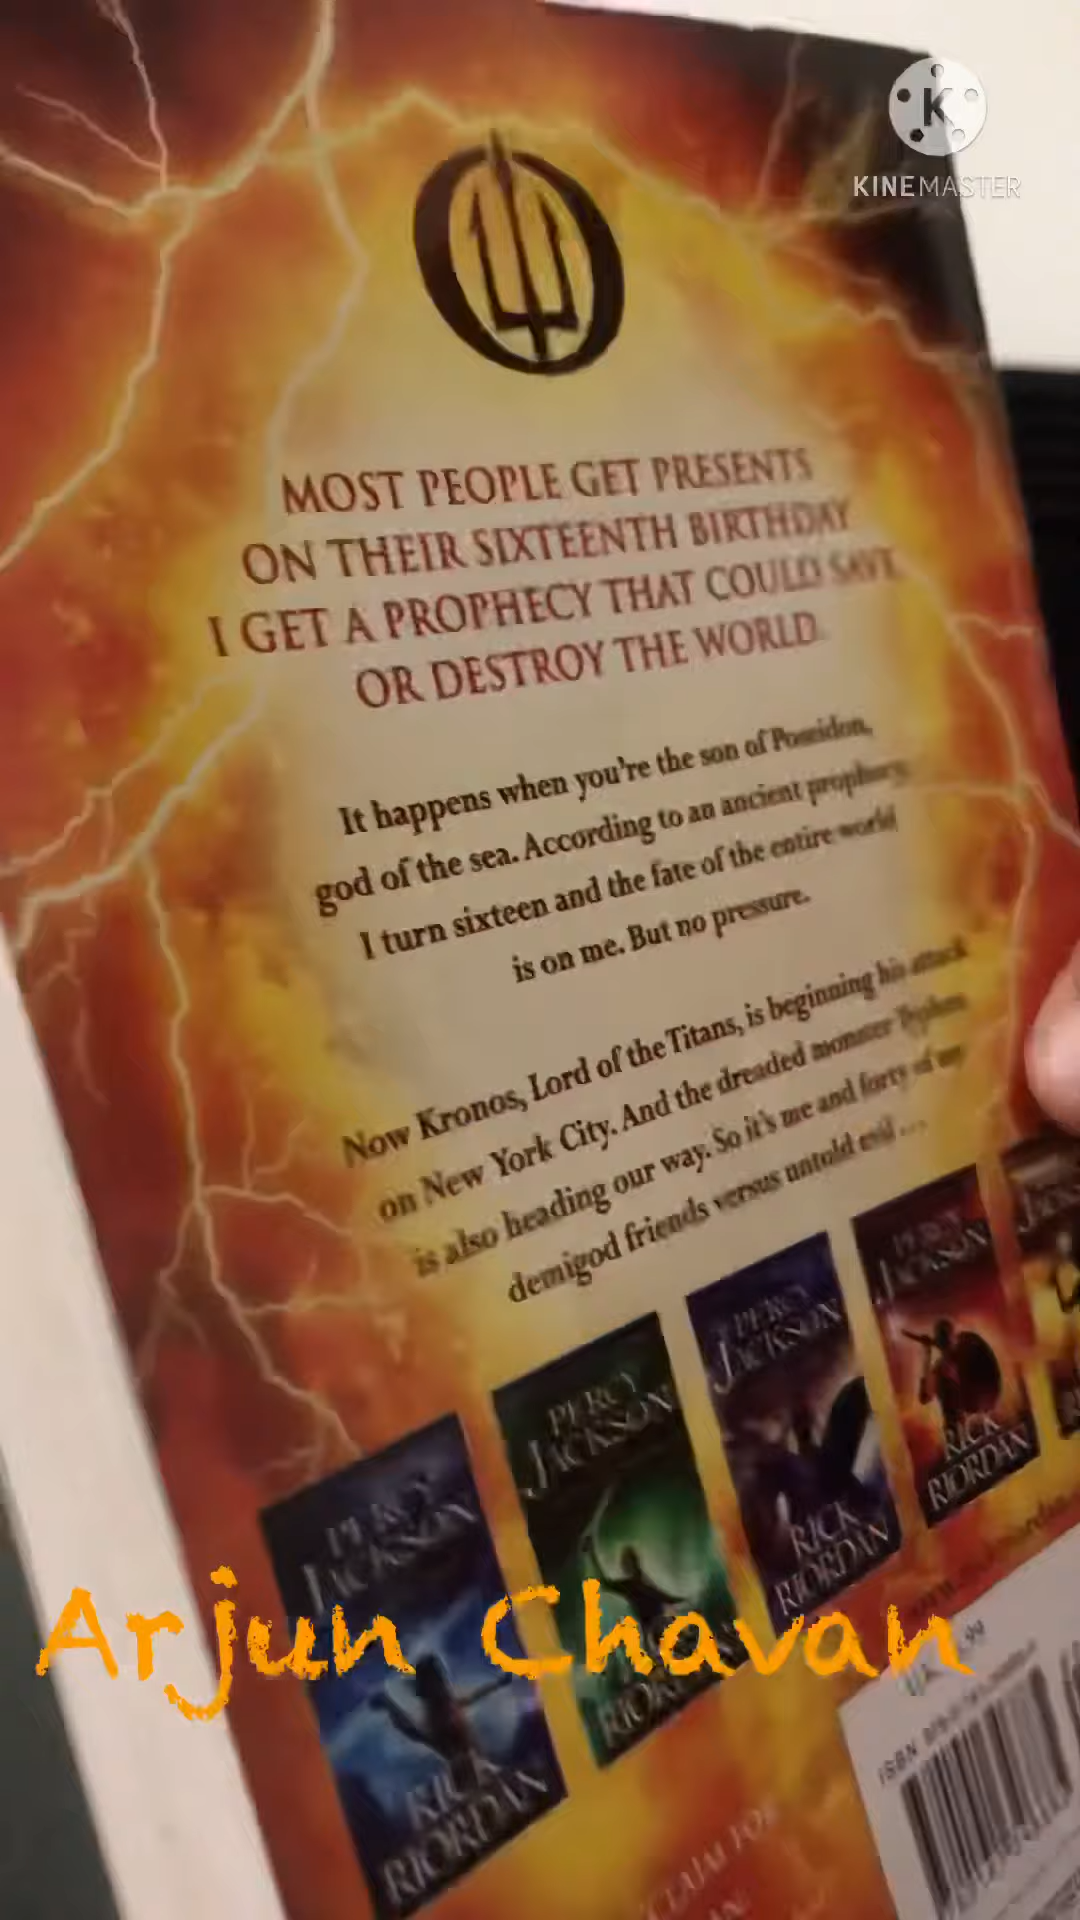 KINEMASTER
MOST PEOPLE GET PRESENTS
ON THEIR SIXTEENTH BIRTHDAY
I GET A PROPHECY THAT COULD SAVE
OR DESTROY THE WORLD.
It happens when you're the son of Poseidon,
god of the sea. According to an ancient prophecy,
I turn sixteen and the fate of the entire world
is on me. But no pressure.
Now Kronos, Lord of the Titans, is beginning his attack
on New York City. And the dreaded monster Typhon
is also heading our way. So it's me and forty of my
demigod friends versus untold evil ...
PERCY
JACKSON
RICK
RIORDAN
PERCY
JACKSON
RICK
RIORDAN
PERCY
JACKSON
RICK
RIORDAN
PERCY
JACKSON
RICK
RIORDAN
Arjun Chavan
ISBN